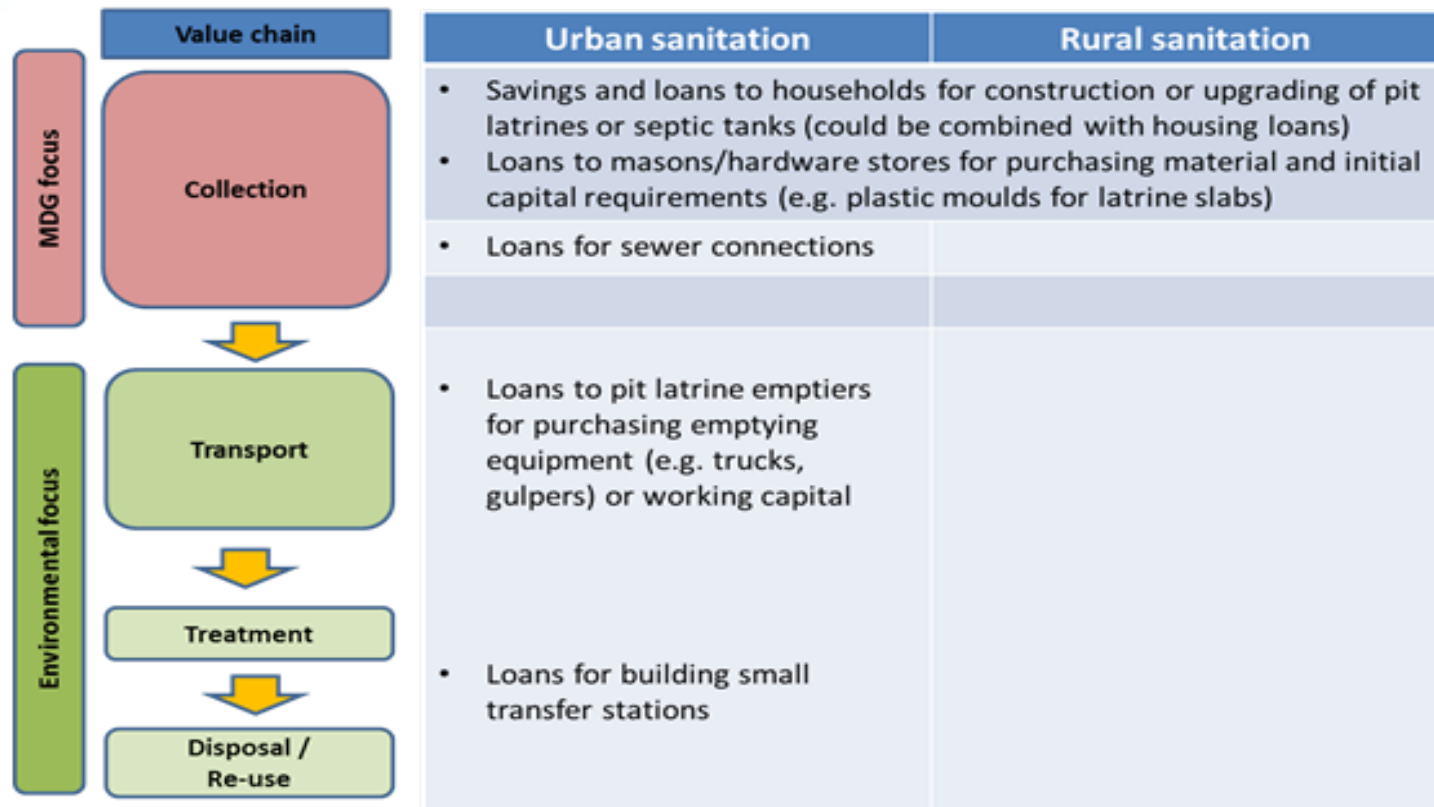 Value chain
Urban sanitation
Rural sanitation
MDG focus
Collection
• Savings and loans to households for construction or upgrading of pit
latrines or septic tanks (could be combined with housing loans)
• Loans to masons/hardware stores for purchasing material and initial
capital requirements (e.g. plastic moulds for latrine slabs)
• Loans for sewer connections
Environmental focus
Transport
• Loans to pit latrine emptiers
for purchasing emptying
equipment (e.g. trucks,
gulpers) or working capital
Treatment
• Loans for building small
transfer stations
Disposal /
Re-use